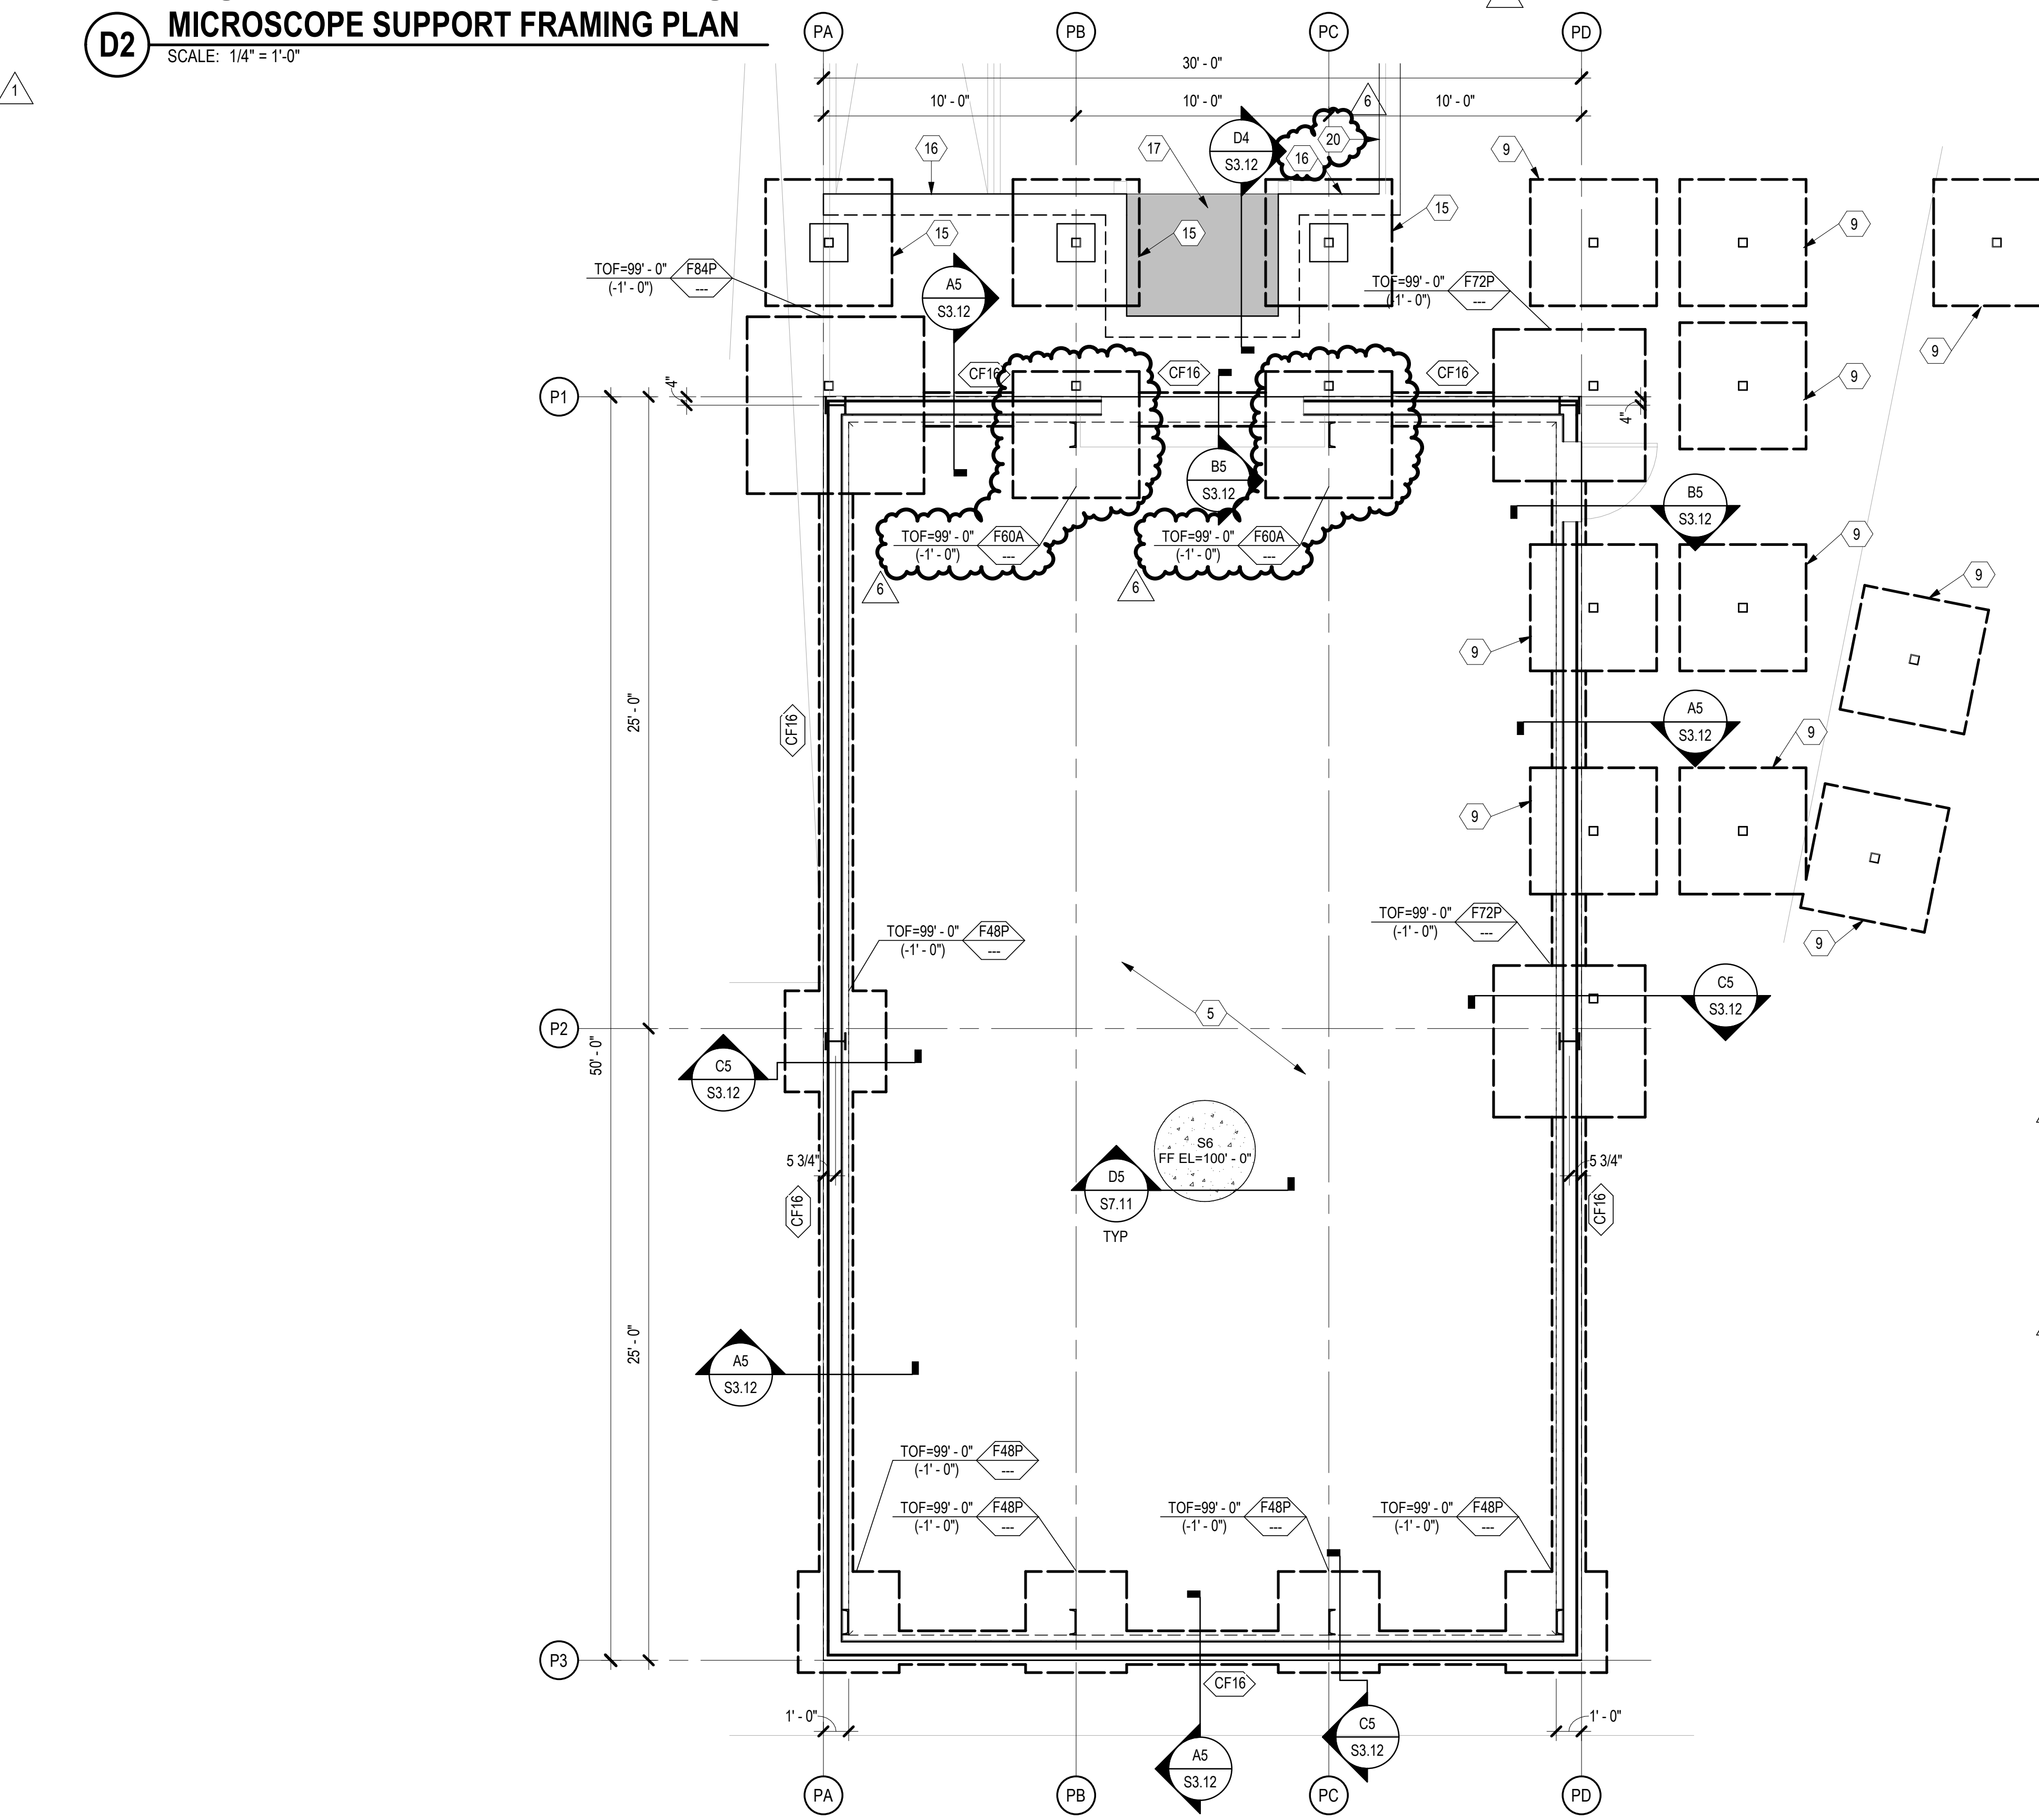 MICROSCOPE SUPPORT FRAMING PLAN
D2
SCALE: 1/4" = 1'-0"
1
PA
PB
PC
PD
30' - 0"
10' - 0"
10' - 0"
10' - 0"
6
D4
S3.12
20
16
16
17
9
15
15
15
9
9
TOF=99' - 0"
(-1' - 0")
F84P
---
A5
S3.12
TOF=99' - 0"
(-1' - 0")
F72P
---
9
CF16
CF16
CF16
P1
4"
4"
B5
S3.12
B5
S3.12
TOF=99' - 0"
(-1' - 0")
F60A
---
TOF=99' - 0"
(-1' - 0")
F60A
---
6
6
9
9
9
25' - 0"
CF16
A5
S3.12
9
9
TOF=99' - 0"
(-1' - 0")
F48P
---
TOF=99' - 0"
(-1' - 0")
F72P
---
9
5
C5
S3.12
P2
50' - 0"
C5
S3.12
S6
FF EL=100' - 0"
5 3/4"
5 3/4"
D5
S7.11
TYP
CF16
CF16
25' - 0"
A5
S3.12
TOF=99' - 0"
(-1' - 0")
F48P
---
TOF=99' - 0"
(-1' - 0")
F48P
---
TOF=99' - 0"
(-1' - 0")
F48P
---
TOF=99' - 0"
(-1' - 0")
F48P
---
P3
CF16
1' - 0"
1' - 0"
C5
S3.12
A5
S3.12
PA
PB
PC
PD